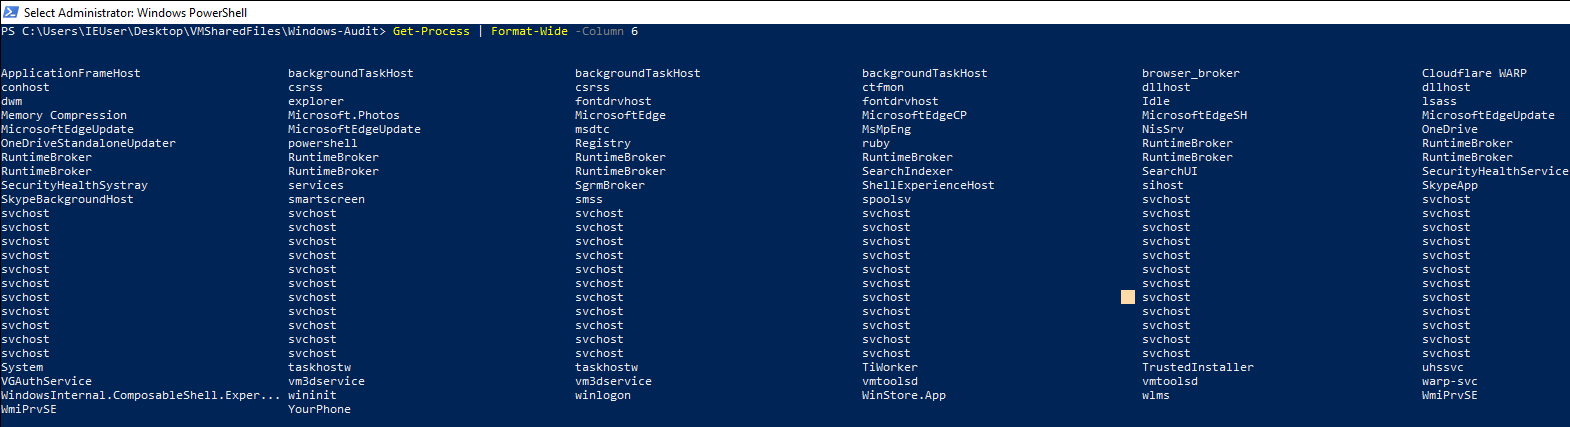 Select Administrator: Windows PowerShell
PS C:\Users\IEUser\Desktop\VMSharedFiles\Windows-Audit> Get-Process | Format-Wide -Column 6
ApplicationFrameHost backgroundTaskHost backgroundTaskHost backgroundTaskHost browser_broker Cloudflare WARP
conhost csrss csrss ctfmon dllhost dllhost
dwm explorer fontdrvhost fontdrvhost Idle lsass
Memory Compression Microsoft.Photos MicrosoftEdge MicrosoftEdgeCP MicrosoftEdgeSH MicrosoftEdgeUpdate
MicrosoftEdgeUpdate MicrosoftEdgeUpdate msdtc MsMpEng NisSrv OneDrive
OneDriveStandaloneUpdater powershell Registry ruby RuntimeBroker RuntimeBroker
RuntimeBroker RuntimeBroker RuntimeBroker RuntimeBroker RuntimeBroker RuntimeBroker
RuntimeBroker RuntimeBroker RuntimeBroker SearchIndexer SearchUI SecurityHealthService
SecurityHealthSystray services SgrmBroker ShellExperienceHost sihost SkypeApp
SkypeBackgroundHost smartscreen smss spoolsv svchost svchost
svchost svchost svchost svchost svchost svchost
svchost svchost svchost svchost svchost svchost
svchost svchost svchost svchost svchost svchost
svchost svchost svchost svchost svchost svchost
svchost svchost svchost svchost svchost svchost
svchost svchost svchost svchost svchost svchost
svchost svchost svchost svchost svchost svchost
svchost svchost svchost svchost svchost svchost
svchost svchost svchost svchost svchost svchost
svchost svchost svchost svchost svchost svchost
svchost svchost svchost svchost svchost svchost
System taskhostw taskhostw TiWorker TrustedInstaller uhssvc
VGAuthService vm3dservice vm3dservice vmtoolsd vmtoolsd warp-svc
WindowsInternal.ComposableShell.Exper... wininit winlogon WinStore.App wlms WmiPrvSE
WmiPrvSE YourPhone